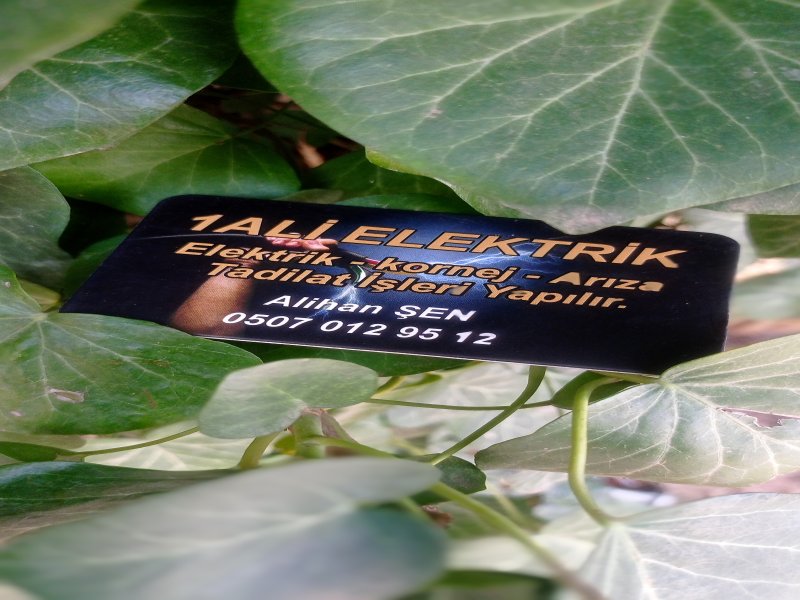 1ALİ ELEKTRİK
Elektrik - kornej - Arıza
Tadilat İşleri Yapılır.
Alihan ŞEN
0507 012 95 12